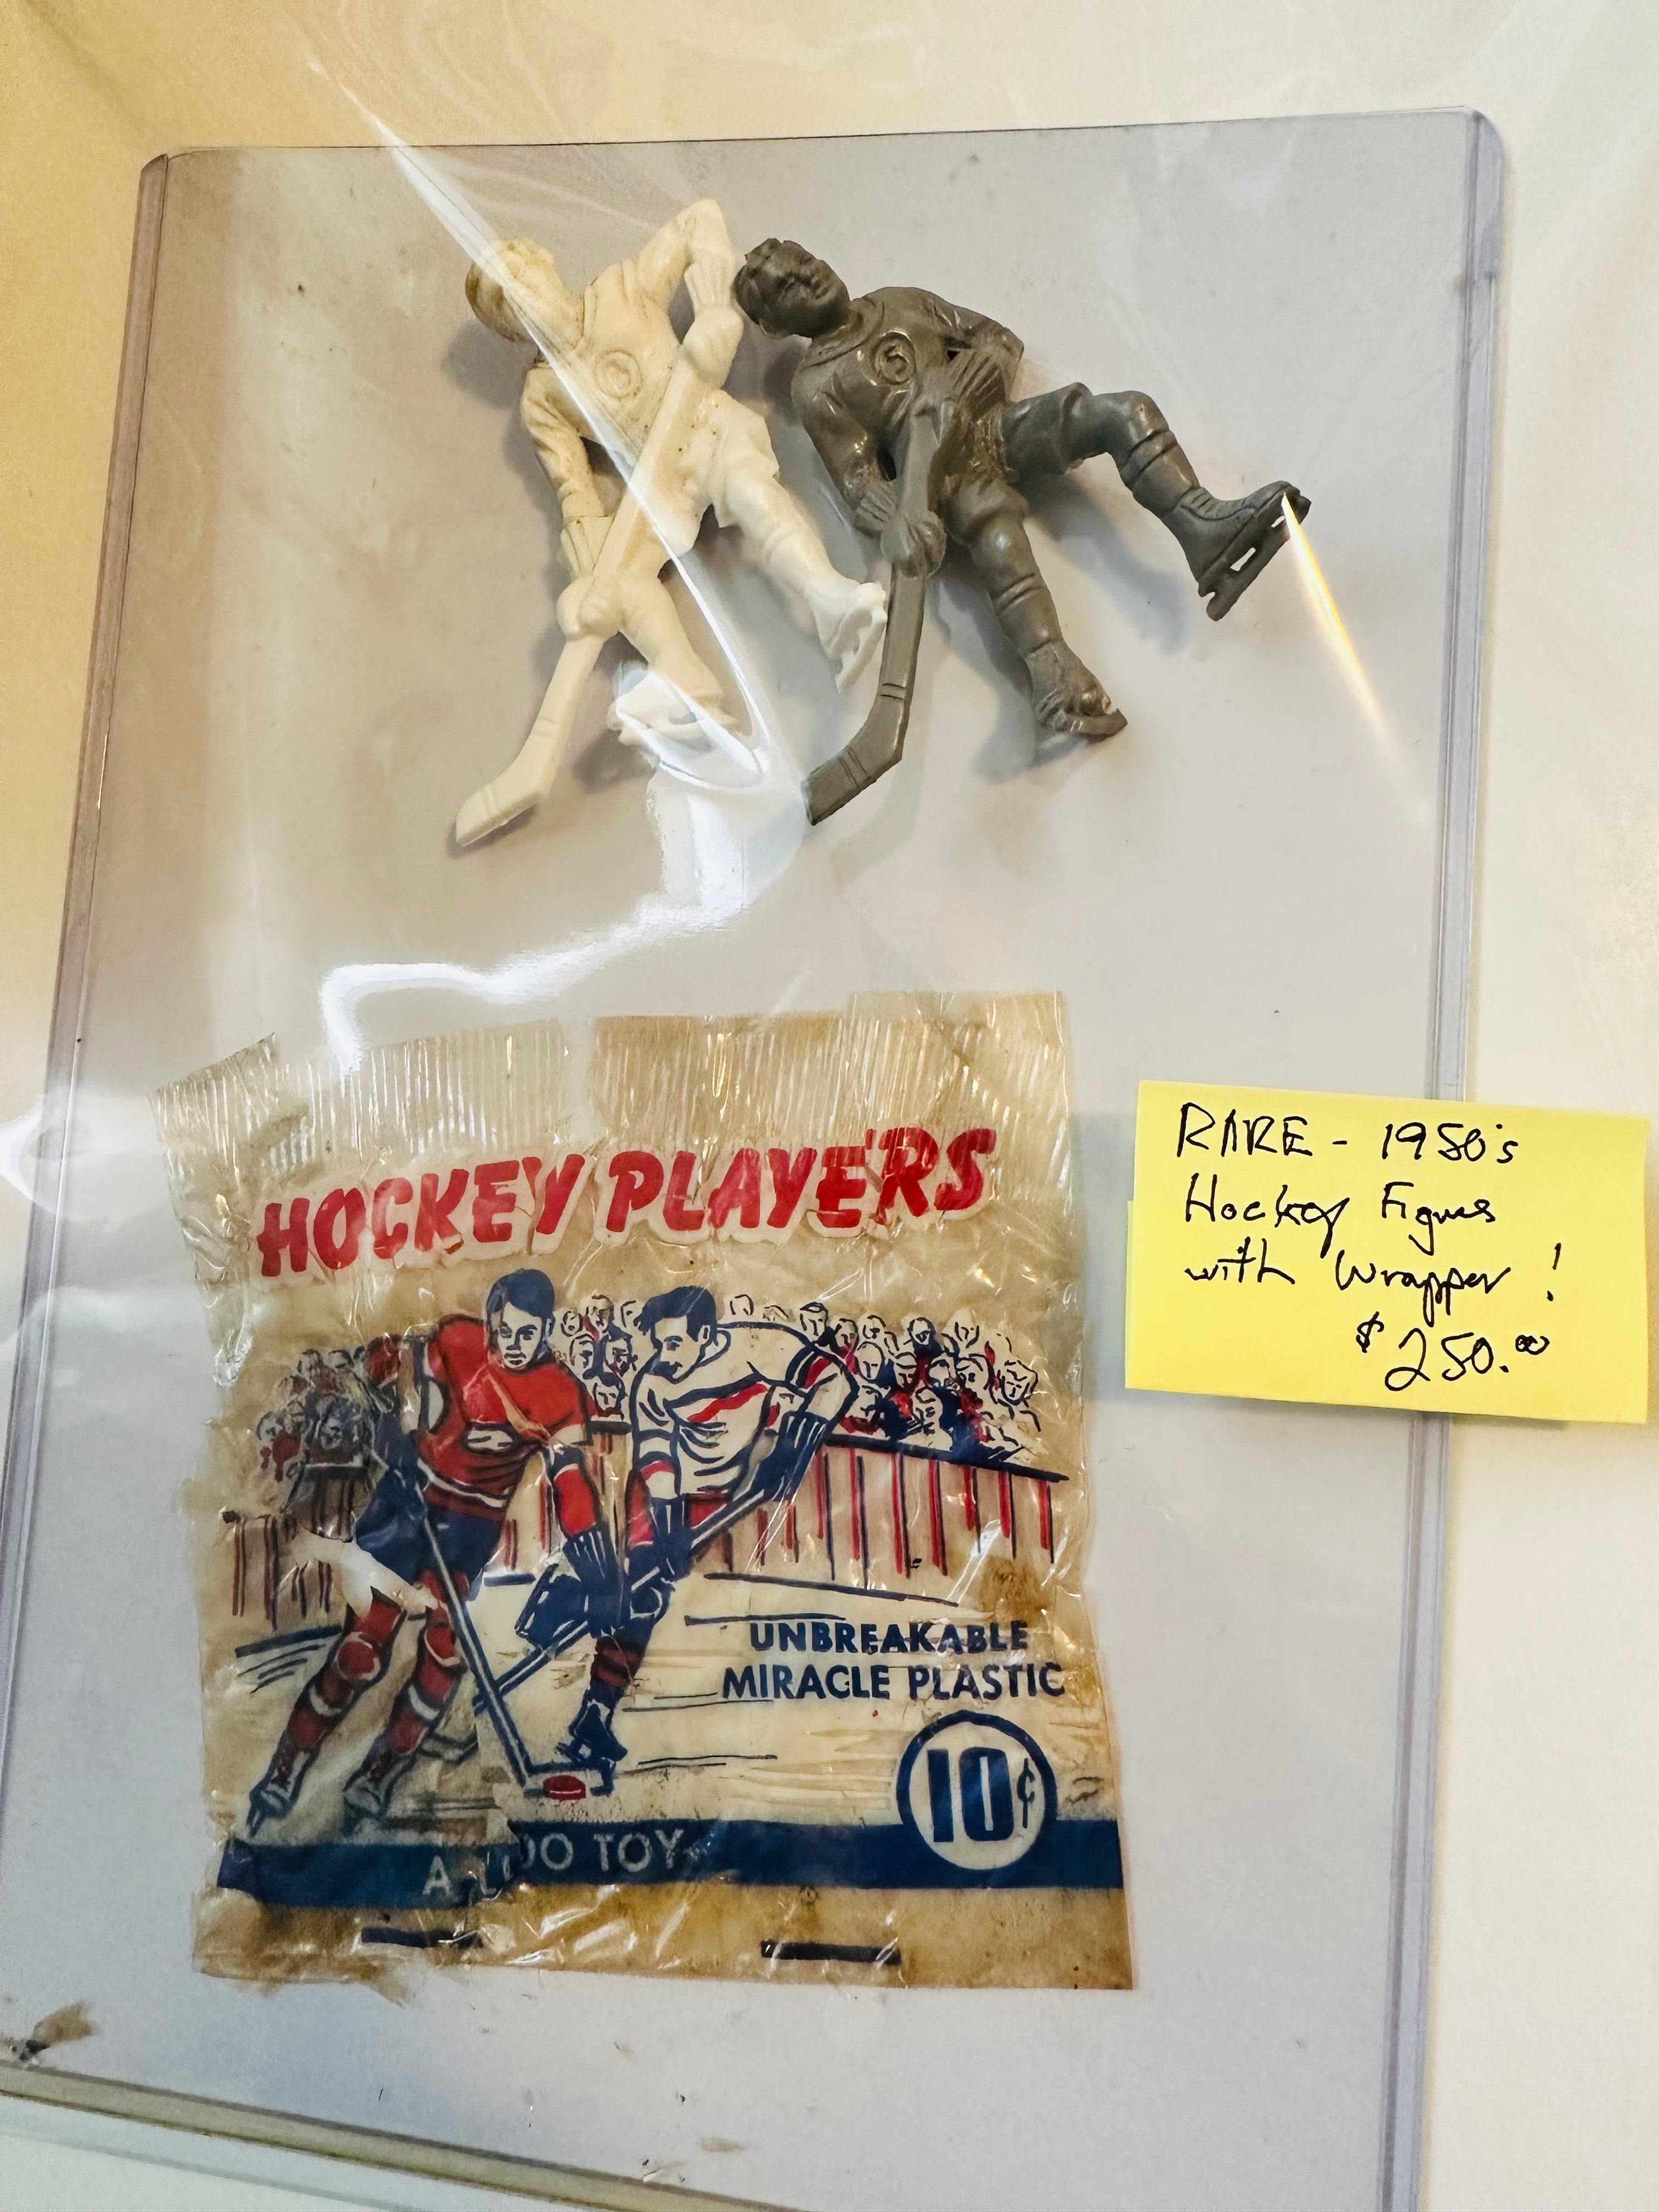 HOCKEY PLAYERS
UNBREAKABLE
MIRACLE PLASTIC
10¢
A TOY
RARE - 1950's
Hockey Figures
with Wrapper !
$250.00